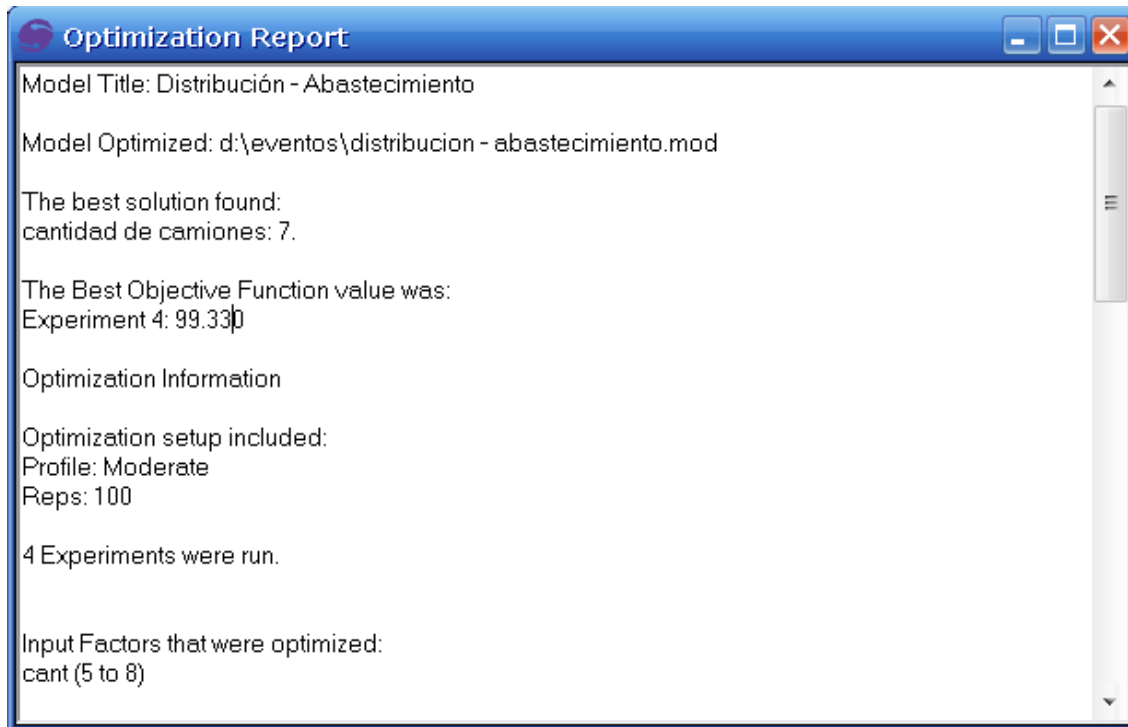 Optimization Report
Model Title: Distribución - Abastecimiento
Model Optimized: d:\eventos\distribucion - abastecimiento.mod
The best solution found:
cantidad de camiones: 7.
The Best Objective Function value was:
Experiment 4: 99.330
Optimization Information
Optimization setup included:
Profile: Moderate
Reps: 100
4 Experiments were run.
Input Factors that were optimized:
cant (5 to 8)